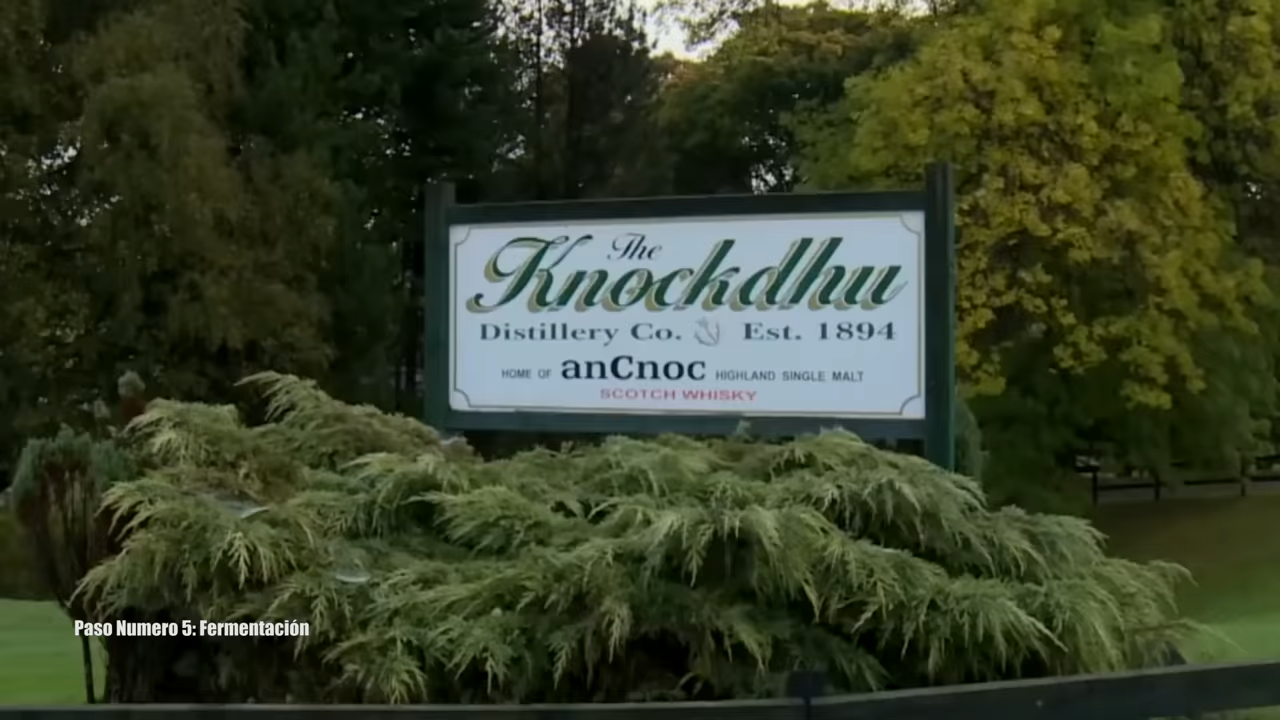 The
Knockdhu
Distillery Co. Est. 1894
HOME OF anCnoc HIGHLAND SINGLE MALT
SCOTCH WHISKY
Paso Numero 5: Fermentación